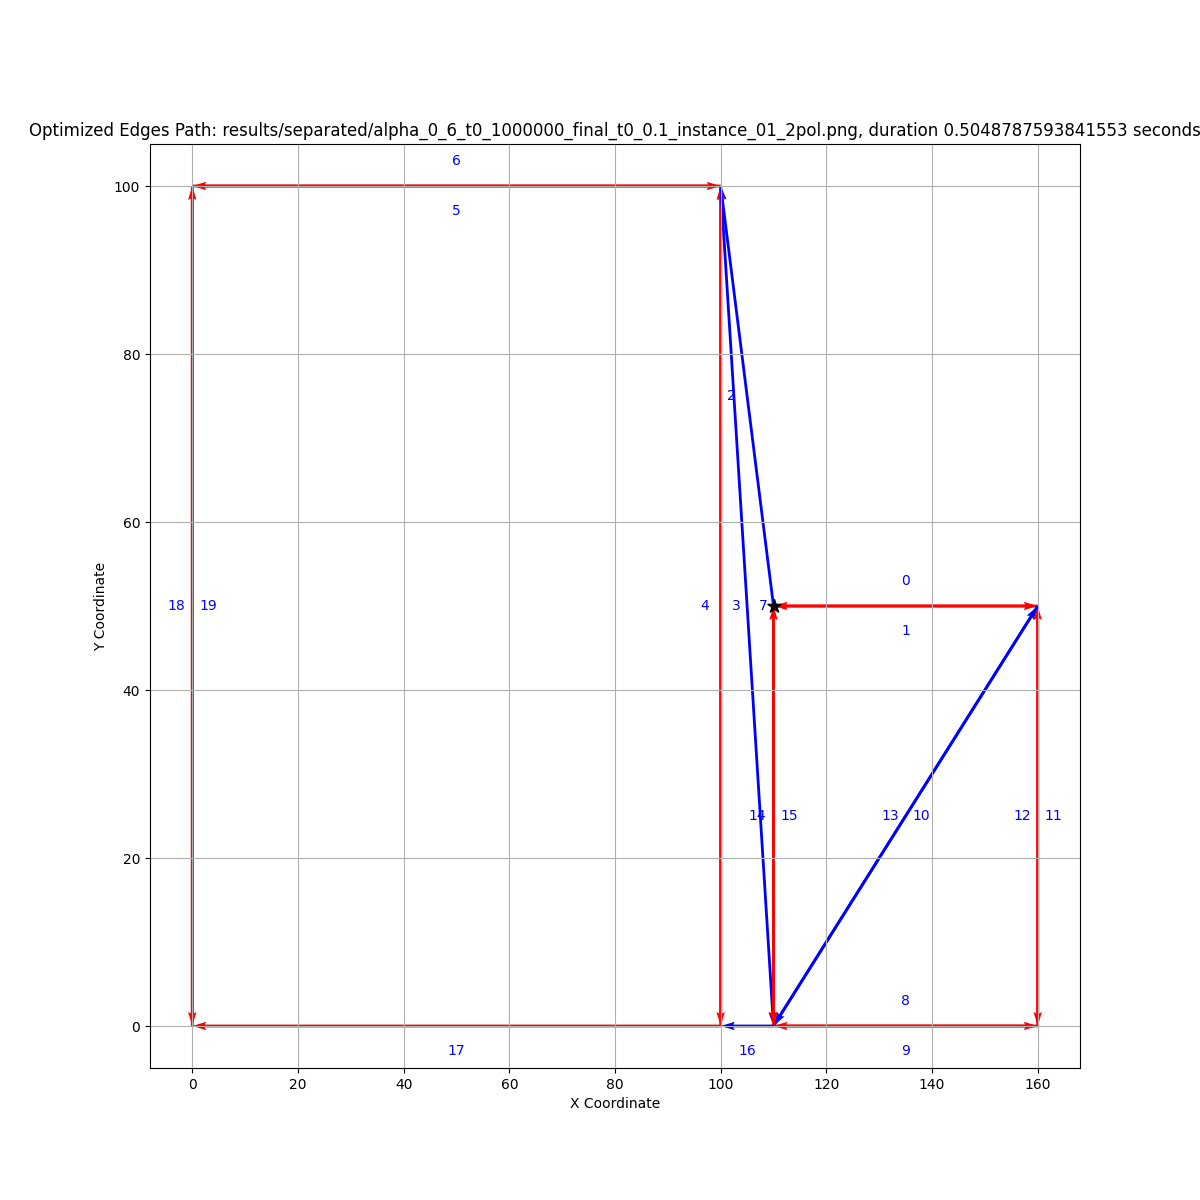 Optimized Edges Path: results/separated/alpha_0_6_t0_1000000_final_t0_0.1_instance_01_2pol.png, duration 0.5048787593841553 seconds
6
100
5
80
2
60
0
18 19 4 3 7
1
Y Coordinate
40
14 15 13 10 12 11
20
8
0
17 16 9
0 20 40 60 80 100 120 140 160
X Coordinate